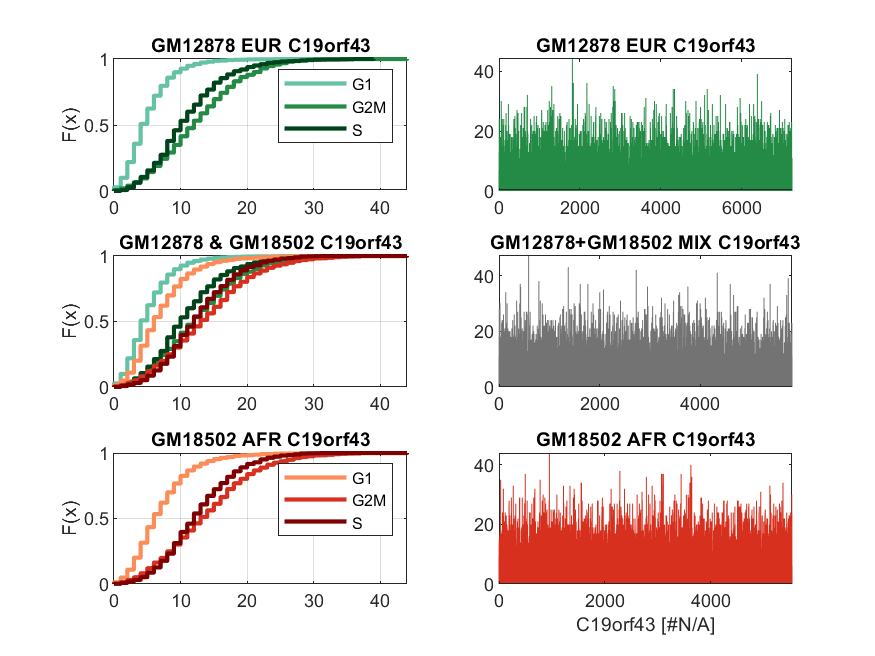 GM12878 EUR C19orf43
F(x)
1
0.5
0
0 10 20 30 40
G1
G2M
S
GM12878 EUR C19orf43
40
20
0
0 2000 4000 6000
GM12878 & GM18502 C19orf43
F(x)
1
0.5
0
0 10 20 30 40
GM12878+GM18502 MIX C19orf43
40
20
0
0 2000 4000
GM18502 AFR C19orf43
F(x)
1
0.5
0
0 10 20 30 40
G1
G2M
S
GM18502 AFR C19orf43
40
20
0
0 2000 4000
C19orf43 [#N/A]